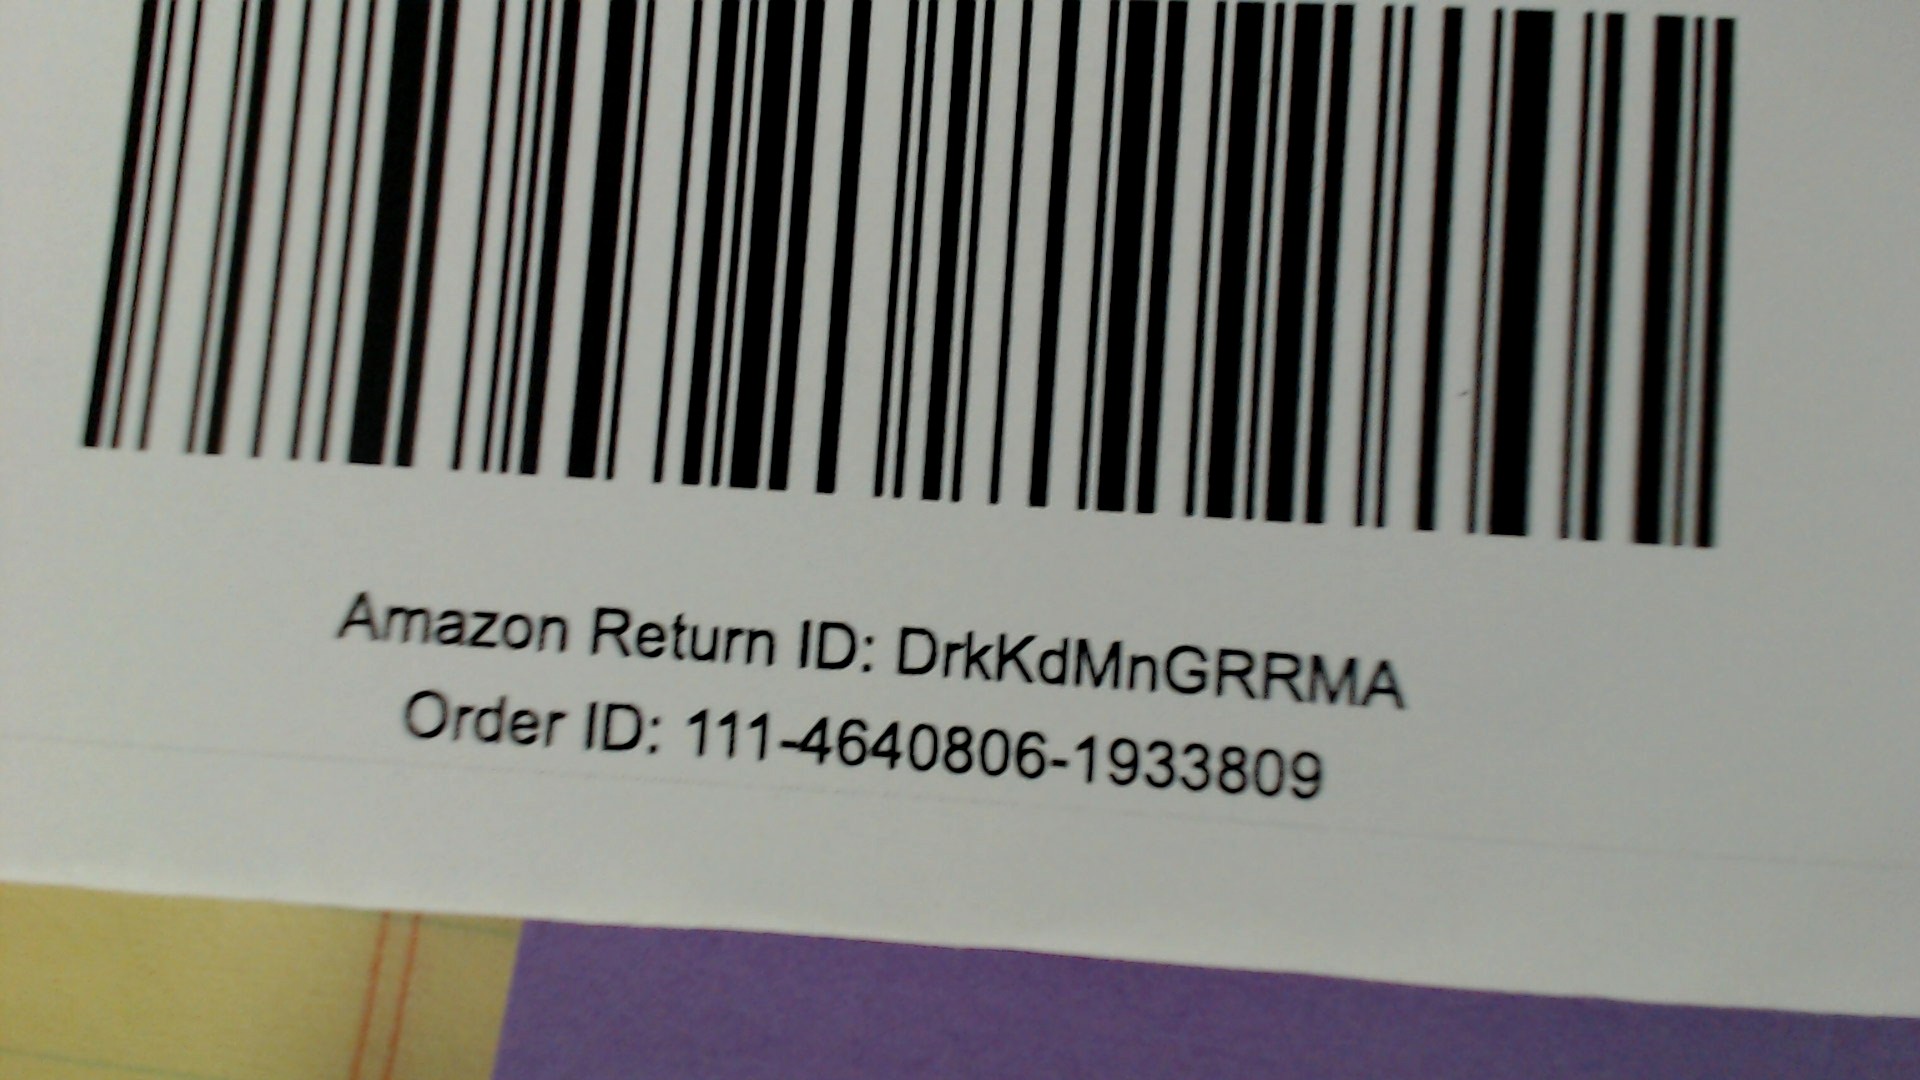 Amazon Return ID: DrkKdMnGRRMA
Order ID: 111-4640806-1933809